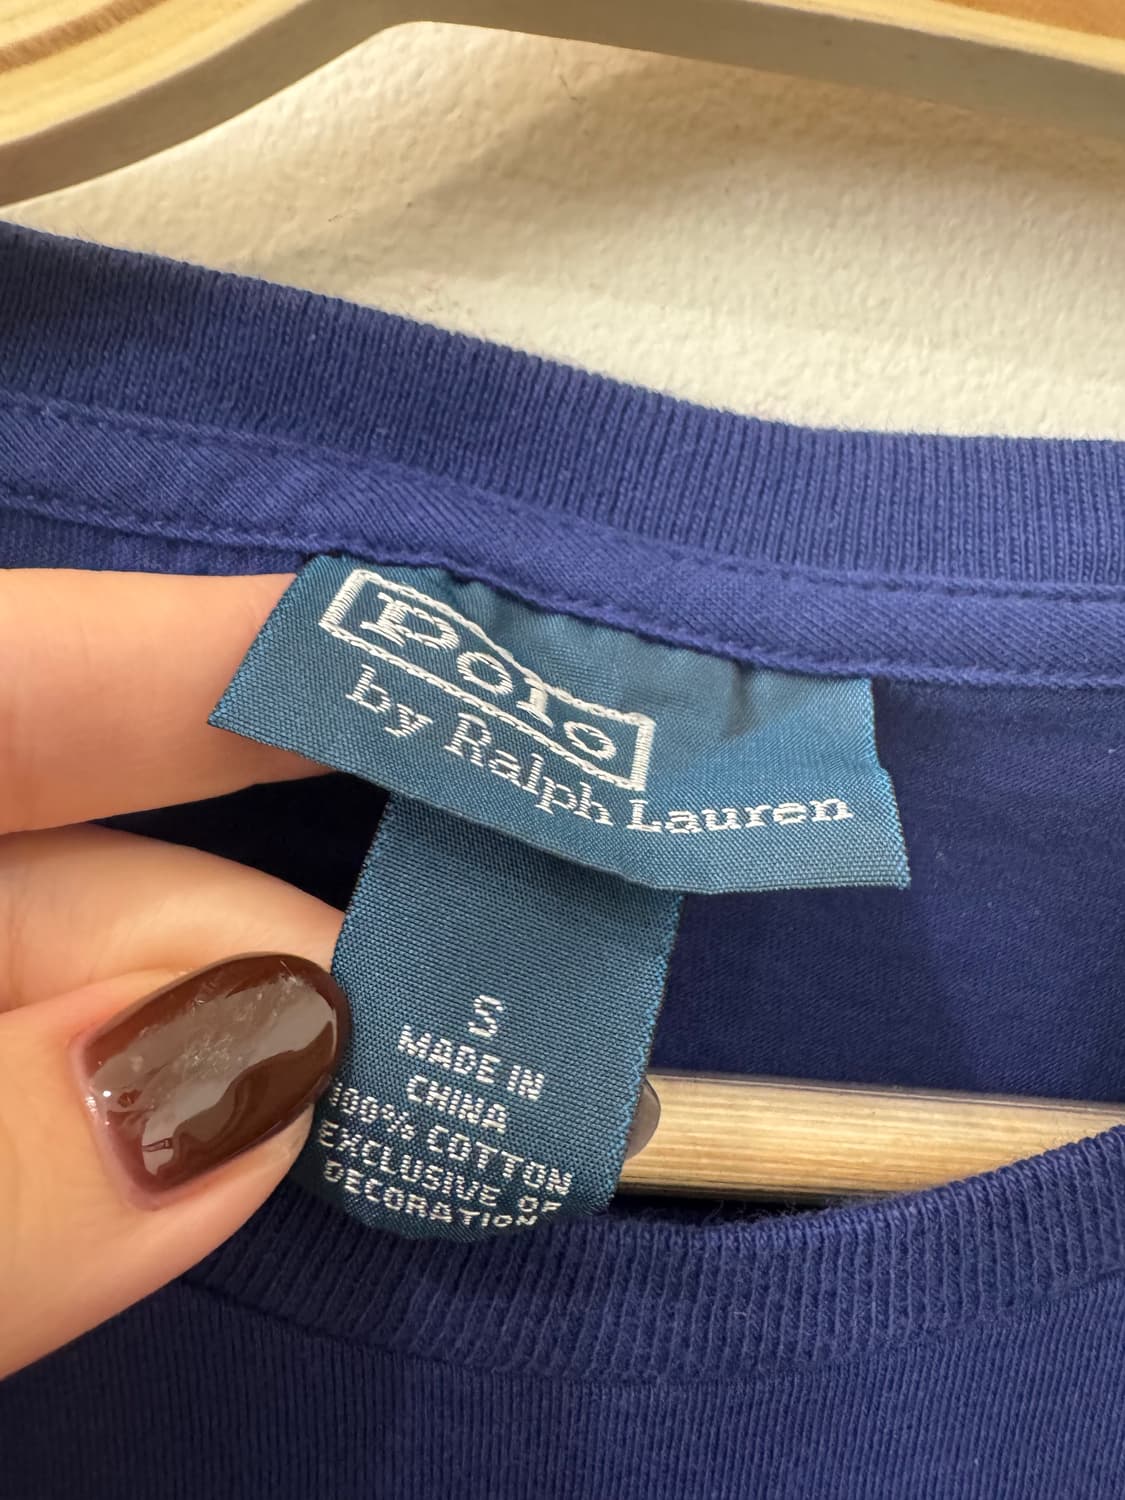 Polo
by Ralph Lauren
S
MADE IN
CHINA
100% COTTON
EXCLUSIVE OF
DECORATION